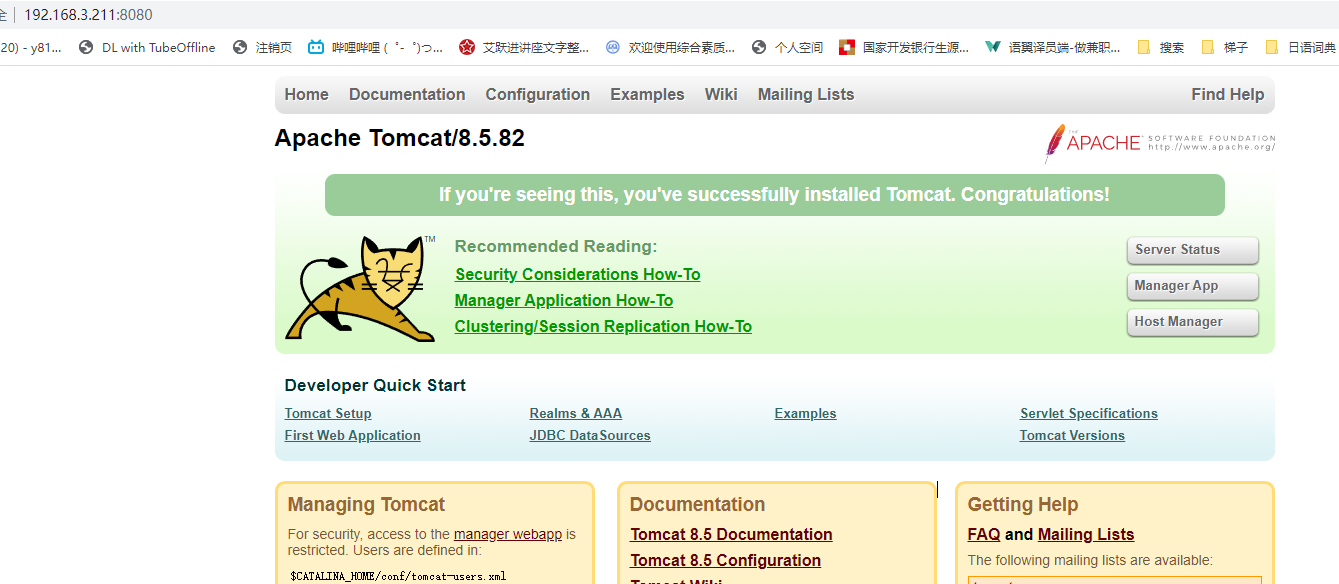 全 192.168.3.211:8080
20) - y81... DL with TubeOffline 注销页 哔哩哔哩 ( ゜- ゜)つ... 艾跃进讲座文字整... 欢迎使用综合素质... 个人空间 国家开发银行生源... 语翼译员端-做兼职... 搜索 梯子 日语词典
Home Documentation Configuration Examples Wiki Mailing Lists Find Help
Apache Tomcat/8.5.82
THE APACHE™ SOFTWARE FOUNDATION
http://www.apache.org/
If you're seeing this, you've successfully installed Tomcat. Congratulations!
TM
Recommended Reading:
Security Considerations How-To
Manager Application How-To
Clustering/Session Replication How-To
Server Status
Manager App
Host Manager
Developer Quick Start
Tomcat Setup Realms & AAA Examples Servlet Specifications
First Web Application JDBC DataSources Tomcat Versions
Managing Tomcat
For security, access to the manager webapp is
restricted. Users are defined in:
$CATALINA_HOME/conf/tomcat-users.xml
Documentation
Tomcat 8.5 Documentation
Tomcat 8.5 Configuration
Tomcat Wiki
Getting Help
FAQ and Mailing Lists
The following mailing lists are available: